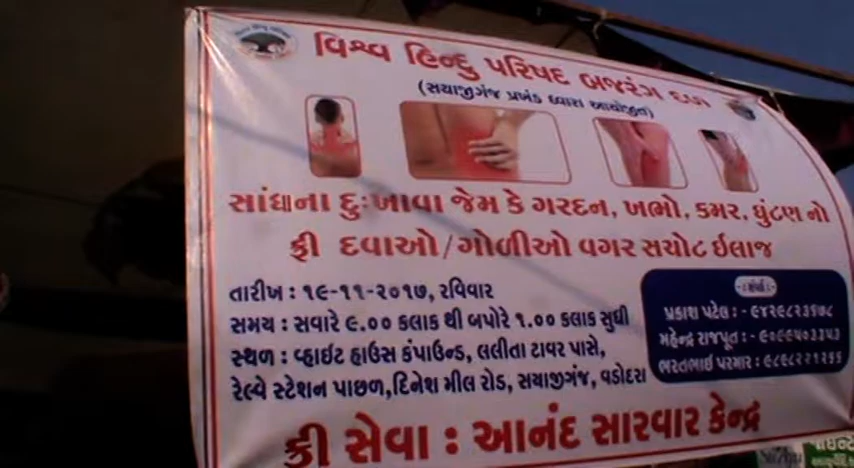 વિશ્વ હિન્દુ પરિષદ બજરંગ દળ
(સયાજીગંજ પ્રખંડ દ્વારા આયોજીત)
સાંધાના દુઃખાવા જેમ કે ગરદન, ખભો, કમર, ઘુંટણ નો
ફ્રી દવાઓ/ગોળીઓ વગર સચોટ ઈલાજ
તારીખ : ૧૯-૧૧-૨૦૧૭, રવિવાર
સમય : સવારે ૯.૦૦ કલાક થી બપોરે ૧.૦૦ કલાક સુધી
સ્થળ : વ્હાઈટ હાઉસ કંપાઉન્ડ, લલીતા ટાવર પાસે,
રેલ્વે સ્ટેશન પાછળ,દિનેશ મીલ રોડ, સયાજીગંજ, વડોદરા
પ્રકાશ પટેલ : -
મહેન્દ્ર રાજપૂત : -
ભરતભાઈ પરમાર :
ફ્રી સેવા : આનંદ સારવાર કેન્દ્ર